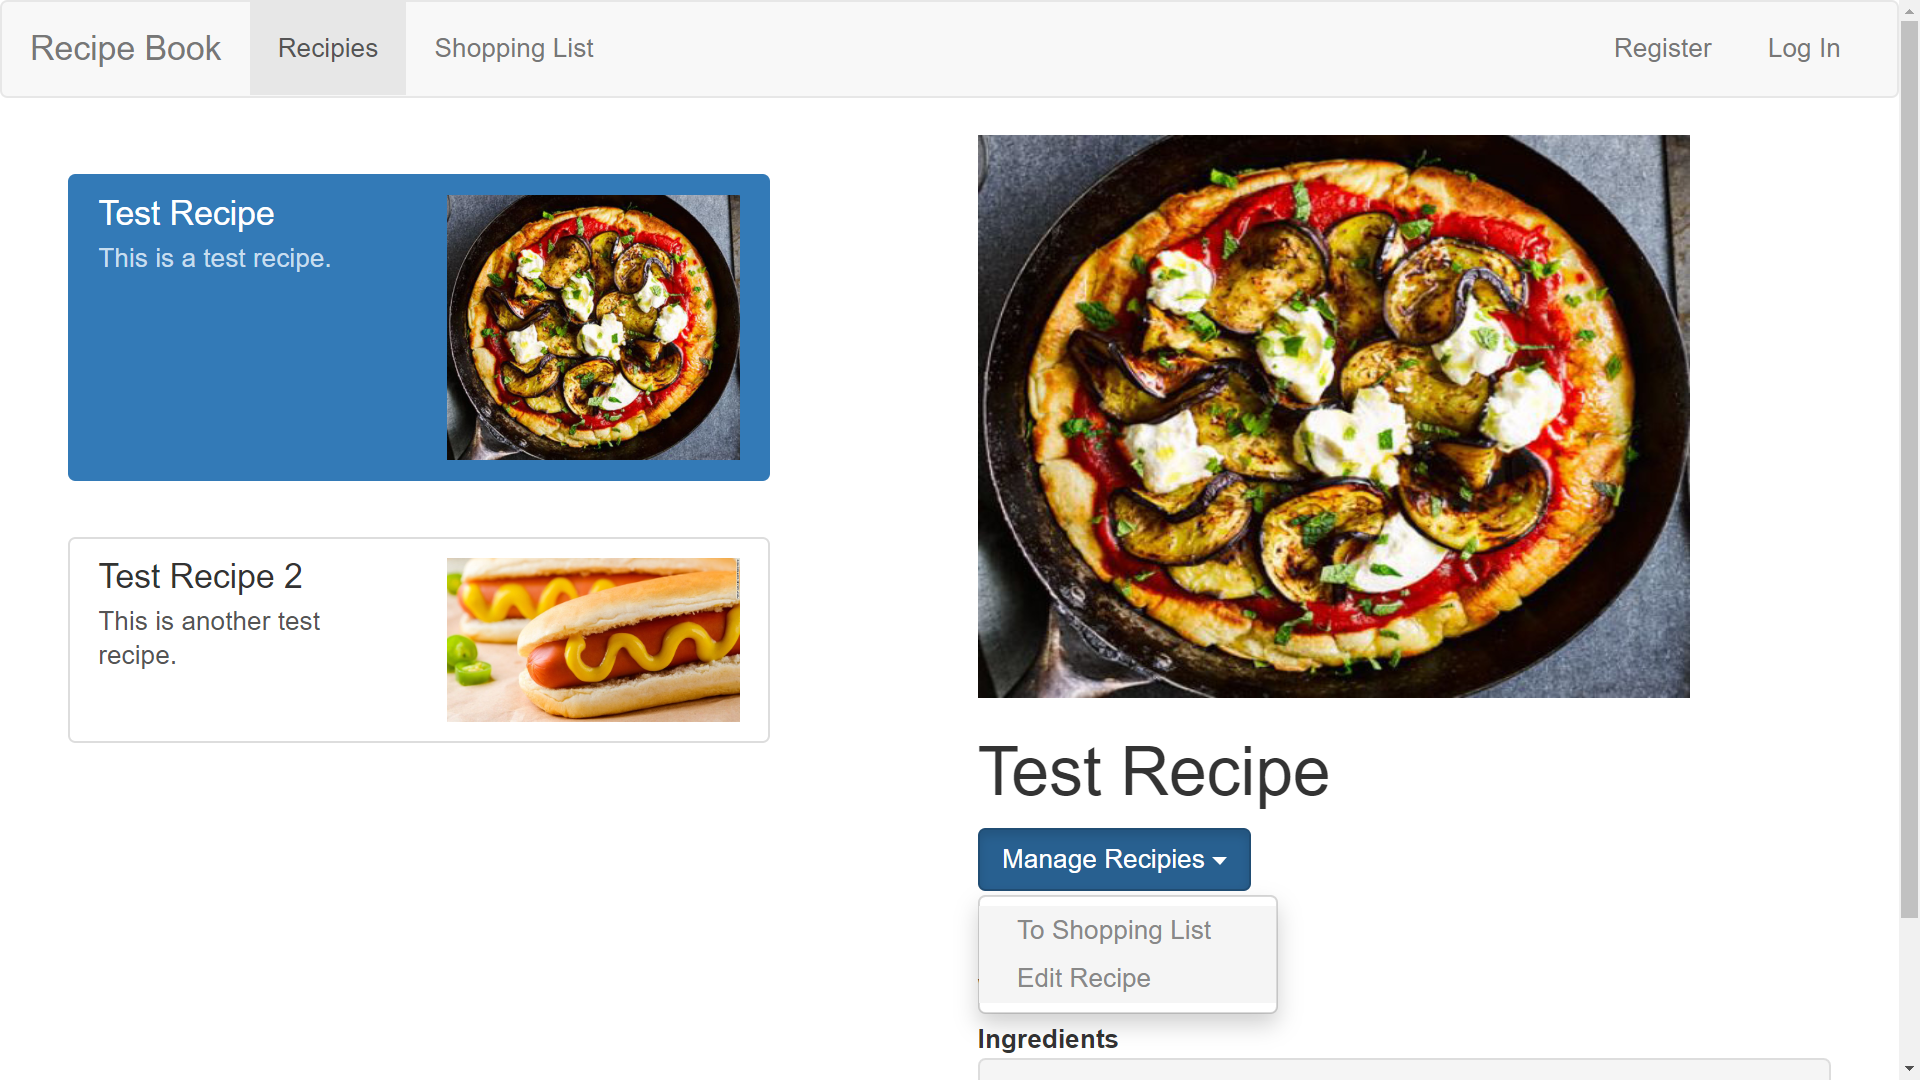 Recipe Book
Recipies
Shopping List
Register
Log In
Test Recipe
This is a test recipe.
Test Recipe 2
This is another test
recipe.
Test Recipe
Manage Recipies
To Shopping List
Edit Recipe
Ingredients